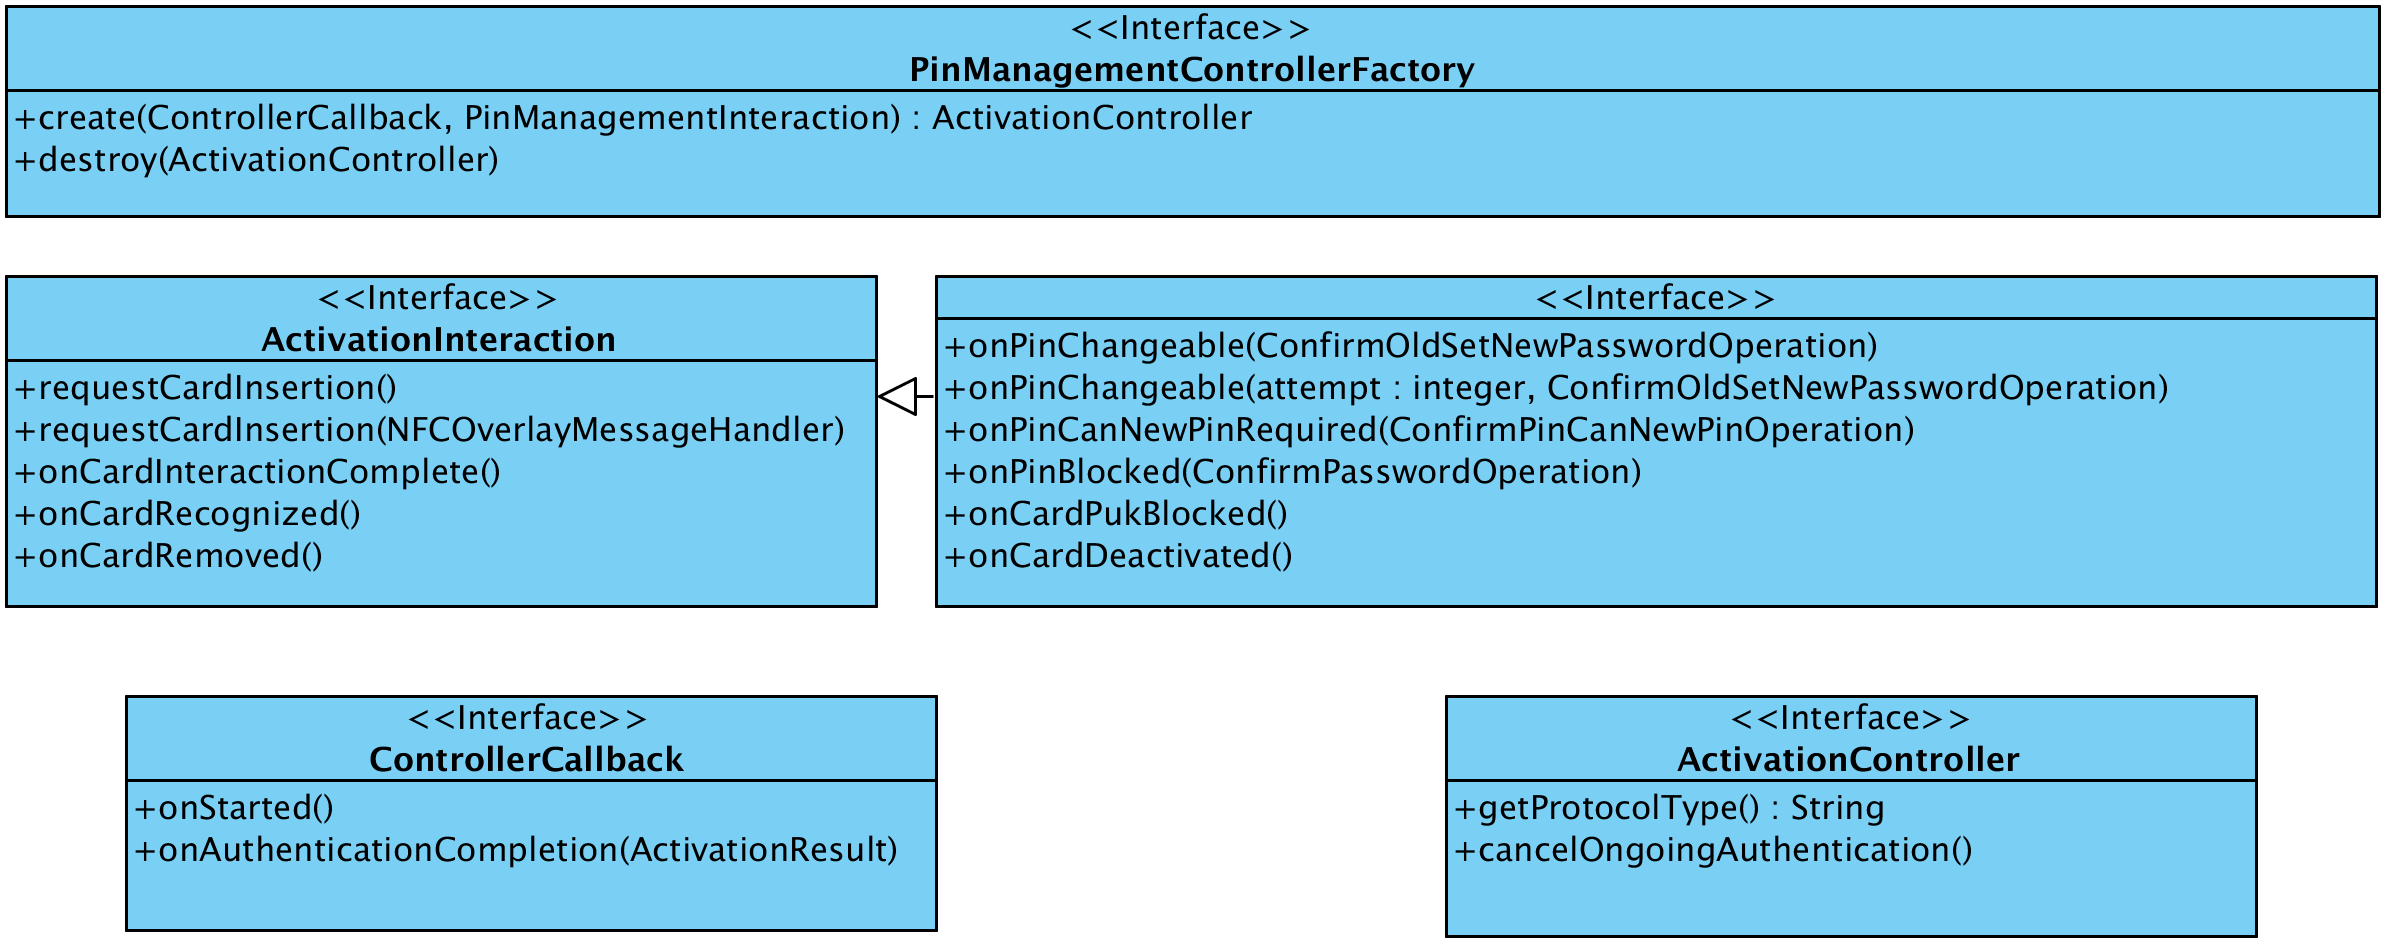 <<Interface>>
PinManagementControllerFactory
+create(ControllerCallback, PinManagementInteraction) : ActivationController
+destroy(ActivationController)
<<Interface>>
ActivationInteraction
+requestCardInsertion()
+requestCardInsertion(NFCOverlayMessageHandler)
+onCardInteractionComplete()
+onCardRecognized()
+onCardRemoved()
<<Interface>>
+onPinChangeable(ConfirmOldSetNewPasswordOperation)
+onPinChangeable(attempt : integer, ConfirmOldSetNewPasswordOperation)
+onPinCanNewPinRequired(ConfirmPinCanNewPinOperation)
+onPinBlocked(ConfirmPasswordOperation)
+onCardPukBlocked()
+onCardDeactivated()
<<Interface>>
ControllerCallback
+onStarted()
+onAuthenticationCompletion(ActivationResult)
<<Interface>>
ActivationController
+getProtocolType() : String
+cancelOngoingAuthentication()